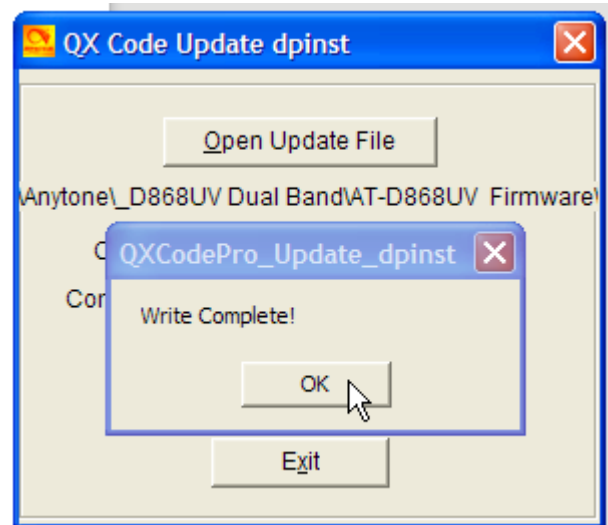 QX Code Update dpinst
Open Update File
\Anytone\_D868UV Dual Band\AT-D868UV  Firmware\
QXCodePro_Update_dpinst
Write Complete!
OK
Exit